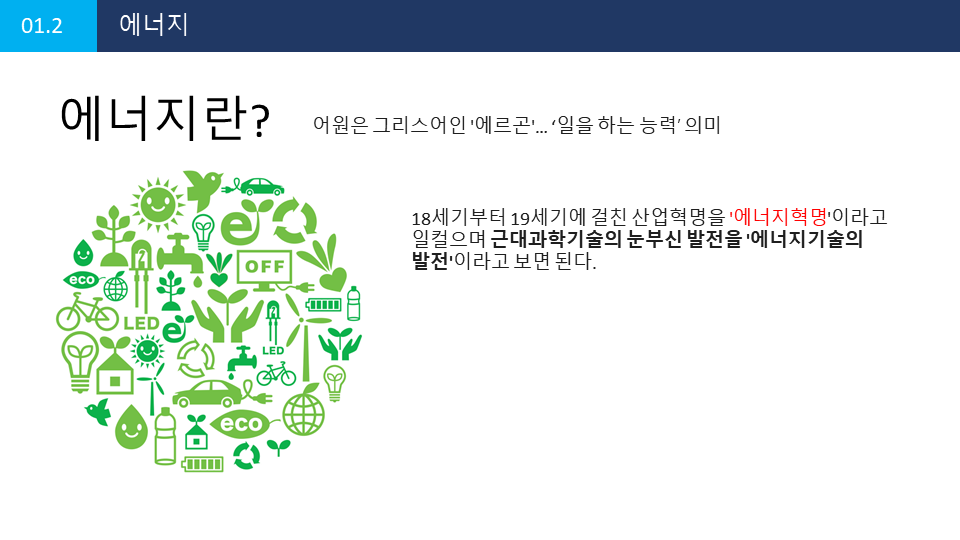 01.2
에너지
에너지란?
어원은 그리스어인 '에르곤'... ‘일을 하는 능력’ 의미
18세기부터 19세기에 걸친 산업혁명을 '에너지혁명'이라고
일컬으며 근대과학기술의 눈부신 발전을 '에너지기술의
발전'이라고 보면 된다.
e
OFF
eco
LED
e
LED
eco